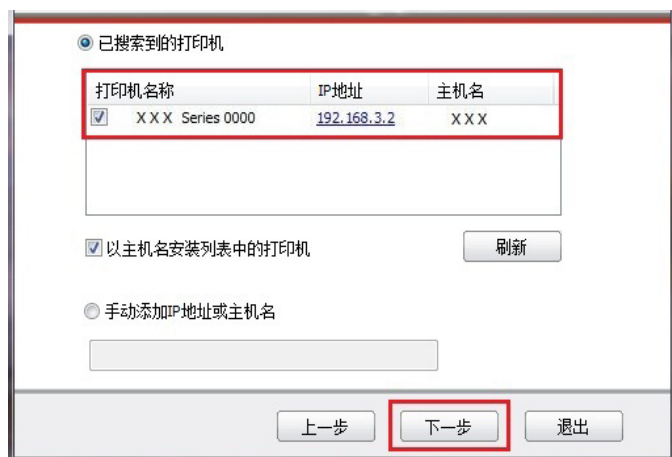 已搜索到的打印机
打印机名称 IP地址 主机名
XXX Series 0000 192.168.3.2 XXX
以主机名安装列表中的打印机 刷新
手动添加IP地址或主机名
上一步 下一步 退出